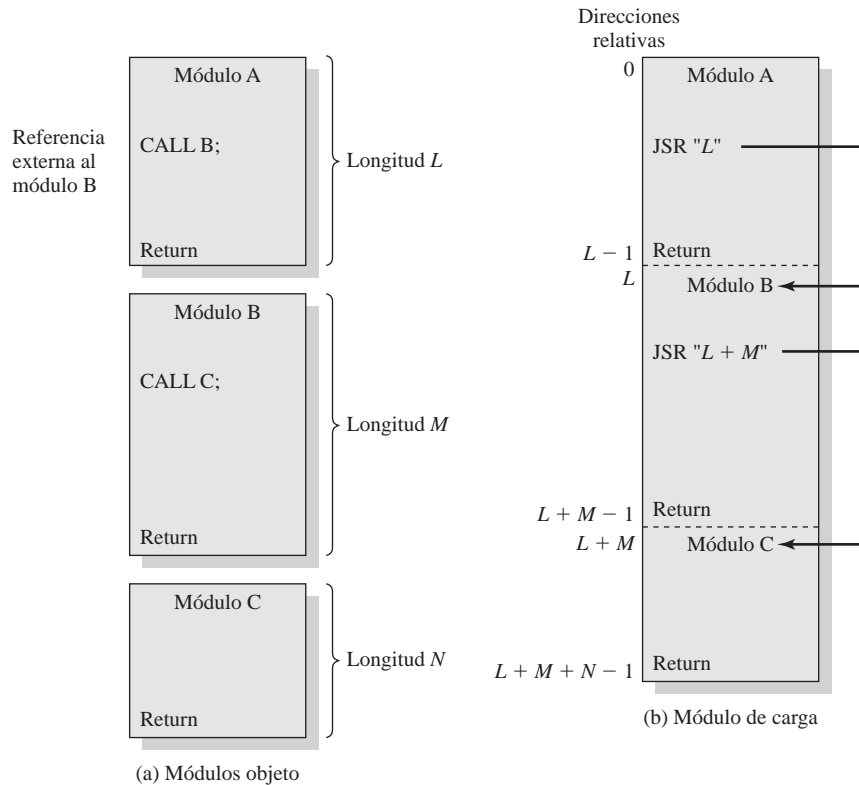 Módulo A
Referencia
externa al
módulo B
CALL B;
Longitud L
Return
Módulo B
CALL C;
Longitud M
Return
Módulo C
Longitud N
Return
(a) Módulos objeto
Direcciones
relativas
0
Módulo A
JSR "L"
L − 1
Return
L
Módulo B
JSR "L + M"
L + M − 1
Return
L + M
Módulo C
L + M + N − 1
Return
(b) Módulo de carga